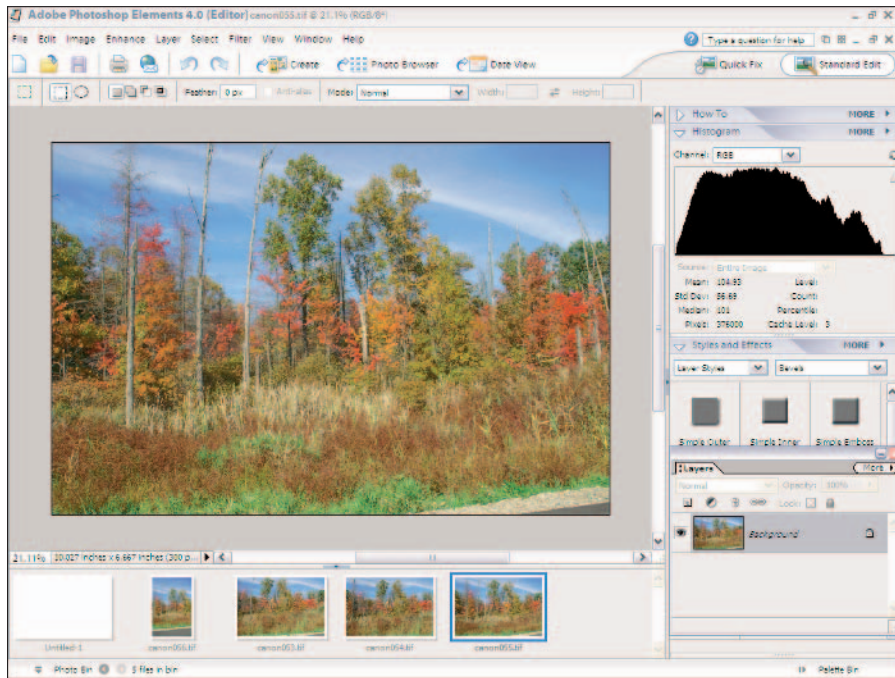 Adobe Photoshop Elements 4.0 (Editor) canon055.tif @ 21.1% (RGB/8*)
File Edit Image Enhance Layer Select Filter View Window Help
Type a question for help
Create Photo Browser Date View
Quick Fix Standard Edit
Feather: 0 px Anti-alias Mode: Normal Width: Height:
How To MORE
Histogram MORE
Channel: RGB
Source: Entire Image
Mean: 104.93 Level:
Std Dev: Count:
Median: 101 Percentile:
Pixels: 376000 Cache Level: 3
Styles and Effects MORE
Layer Styles Bevels
Simple Outer Simple Inner Simple Emboss
Layers More
Normal Opacity: 100%
Lock:
Background
21.11% 10.027 inches x 6.667 inches (300 p...
Untitled-1 canon056.tif canon053.tif canon054.tif canon055.tif
Photo Bin 5 files in bin Palette Bin